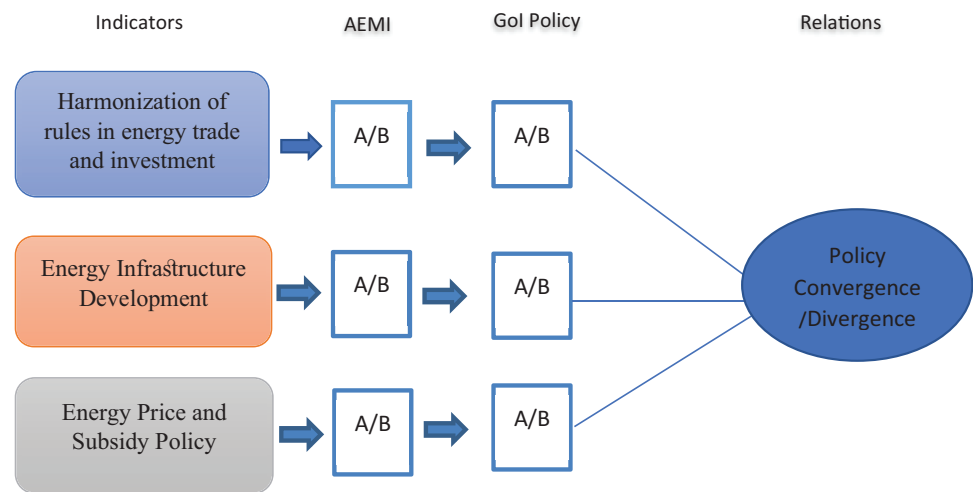 Indicators
AEMI
GoI Policy
Relations
Harmonization of
rules in energy trade
and investment
A/B
A/B
Energy Infrastructure
Development
A/B
A/B
Policy
Convergence
/Divergence
Energy Price and
Subsidy Policy
A/B
A/B